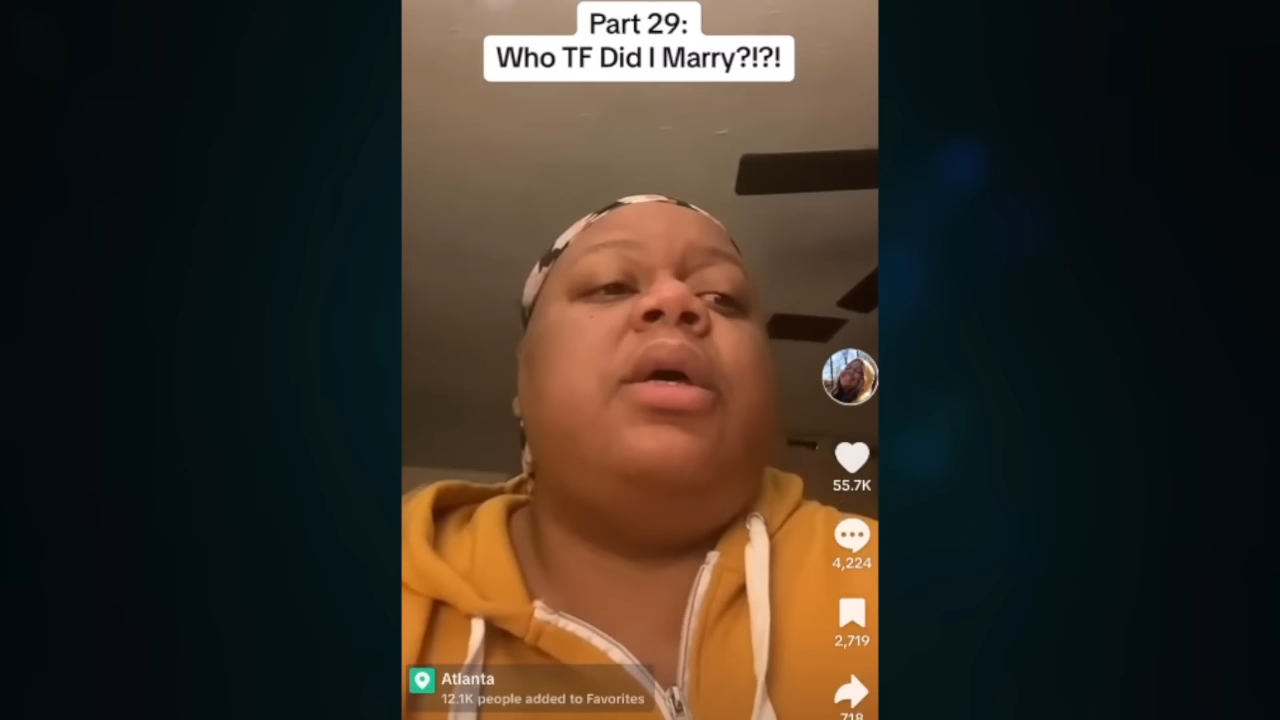 Part 29:
Who TF Did I Marry?!?!
55.7K
4,224
2,719
718
Atlanta
12.1K people added to Favorites